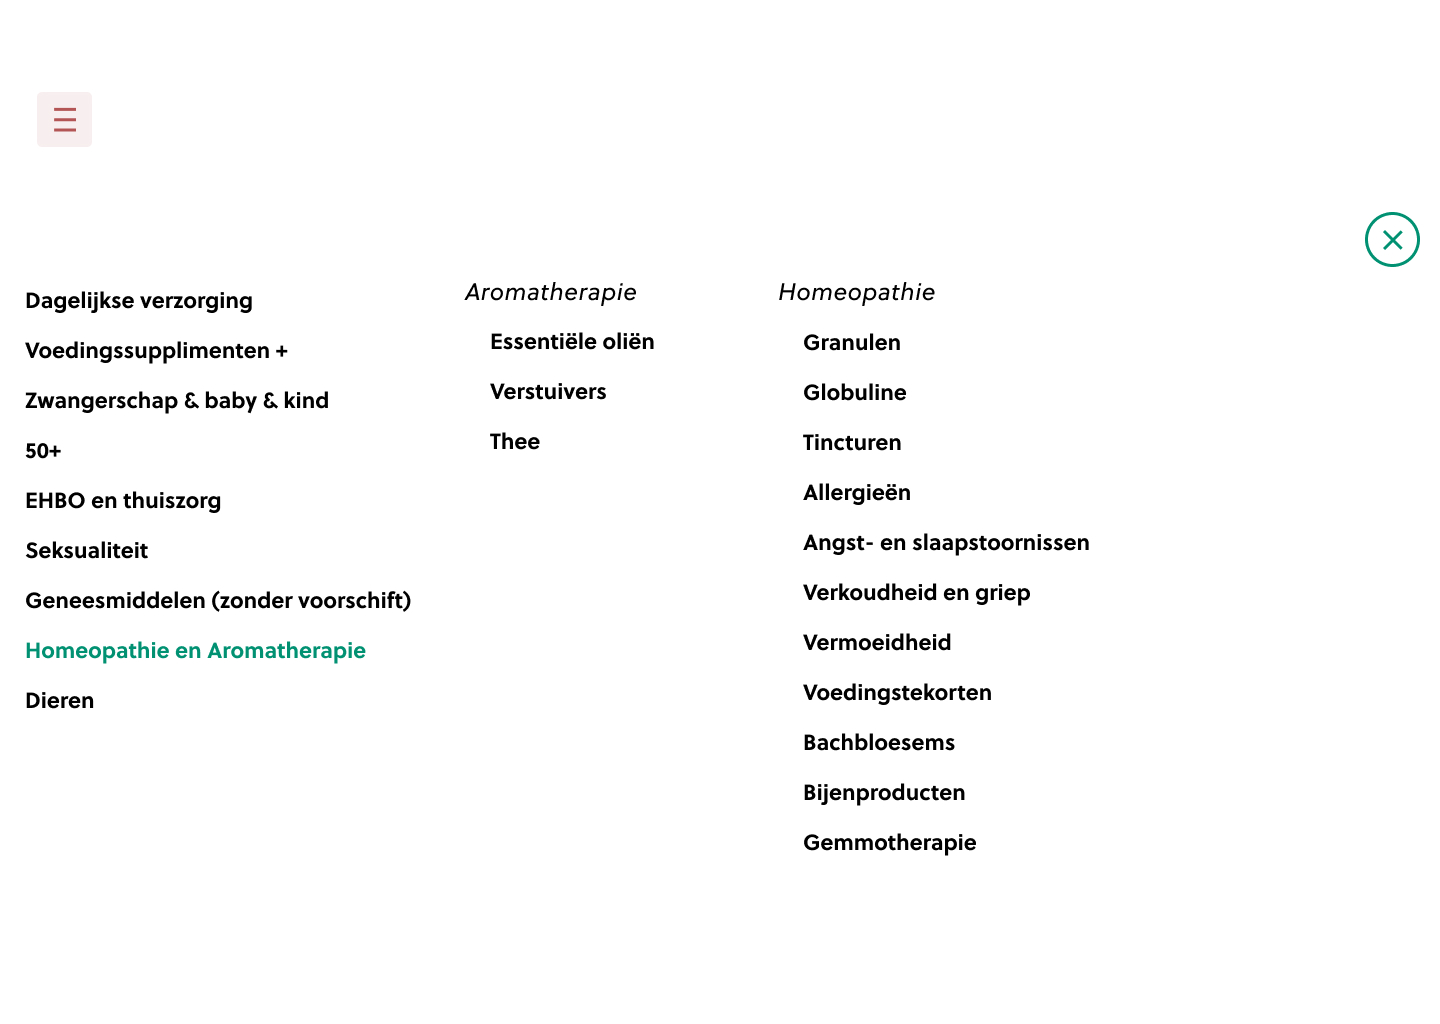 Dagelijkse verzorging
Voedingssupplimenten +
Zwangerschap & baby & kind
50+
EHBO en thuiszorg
Seksualiteit
Geneesmiddelen (zonder voorschift)
Homeopathie en Aromatherapie
Dieren
Aromatherapie
Essentiële oliën
Verstuivers
Thee
Homeopathie
Granulen
Globuline
Tincturen
Allergieën
Angst- en slaapstoornissen
Verkoudheid en griep
Vermoeidheid
Voedingstekorten
Bachbloesems
Bijenproducten
Gemmotherapie